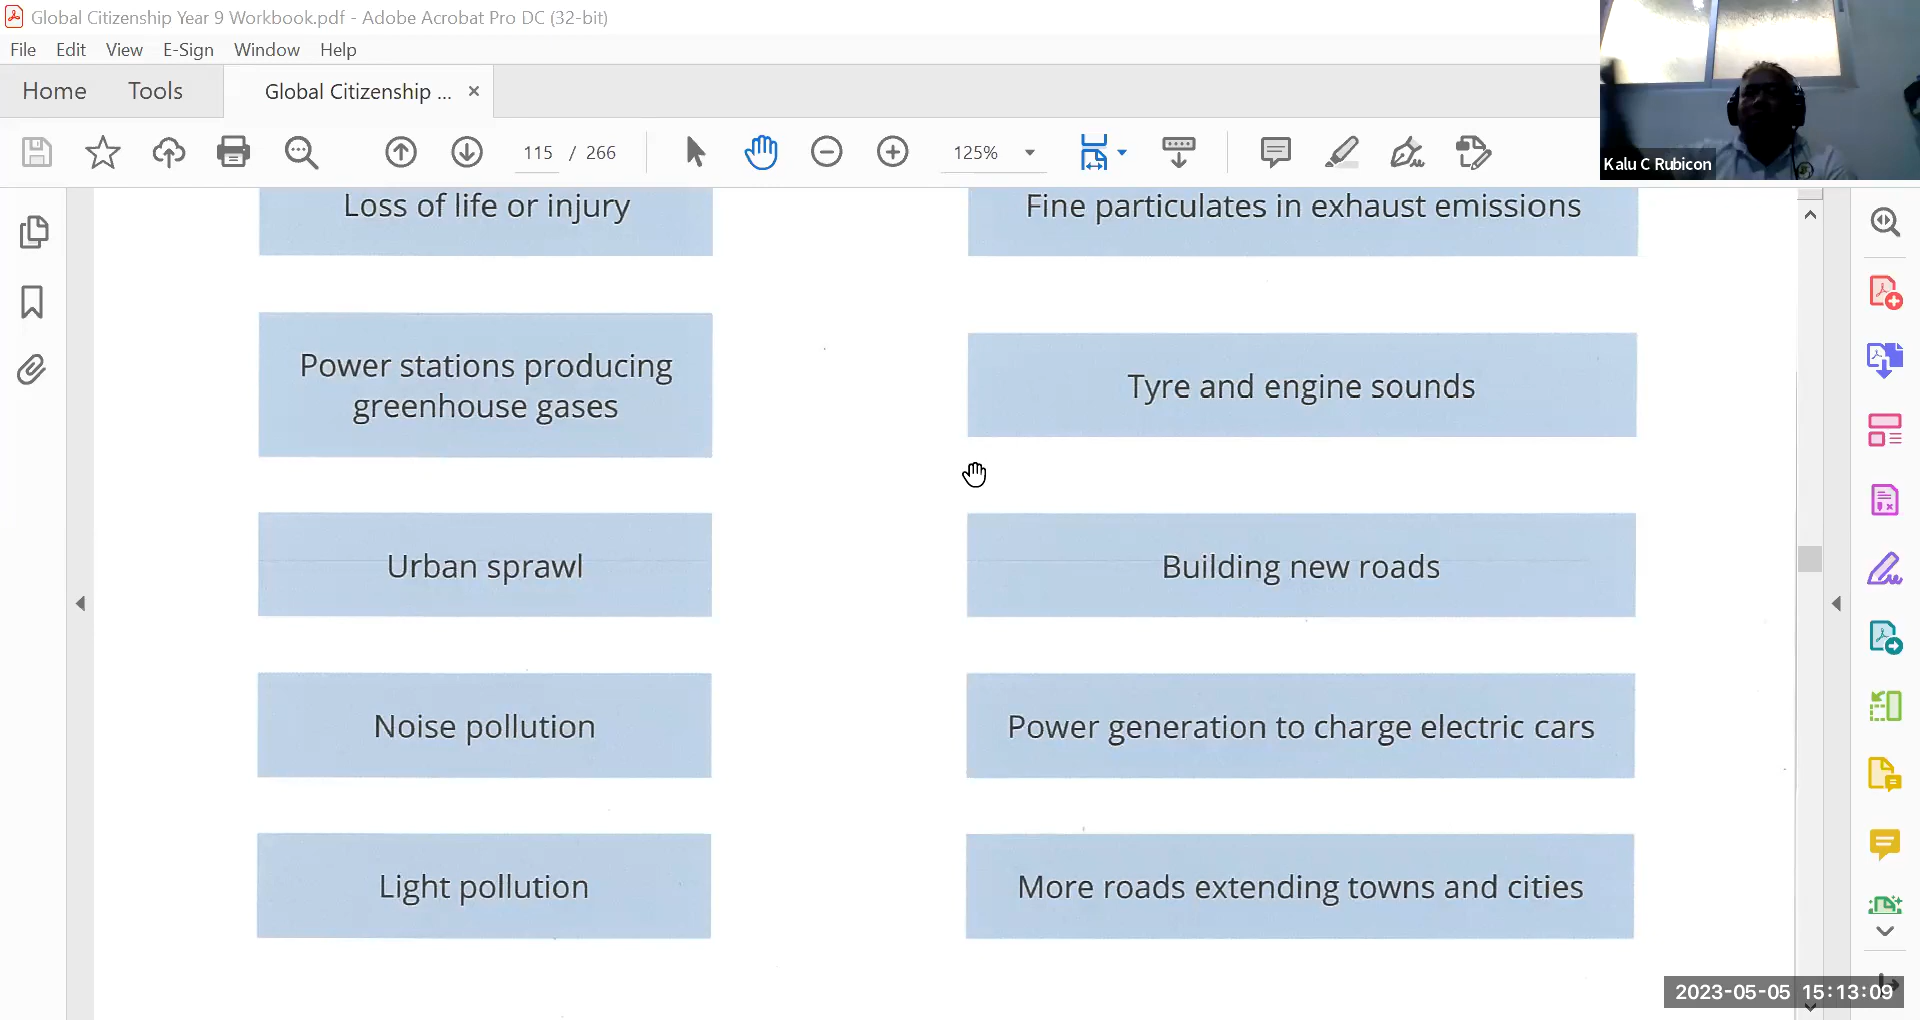 Global Citizenship Year 9 Workbook.pdf - Adobe Acrobat Pro DC (32-bit)
File Edit View E-Sign Window Help
Home Tools Global Citizenship ... ×
115 / 266 125%
Kalu C Rubicon
Loss of life or injury
Fine particulates in exhaust emissions
Power stations producing
greenhouse gases
Tyre and engine sounds
Urban sprawl
Building new roads
Noise pollution
Power generation to charge electric cars
Light pollution
More roads extending towns and cities
2023-05-05 15:13:09